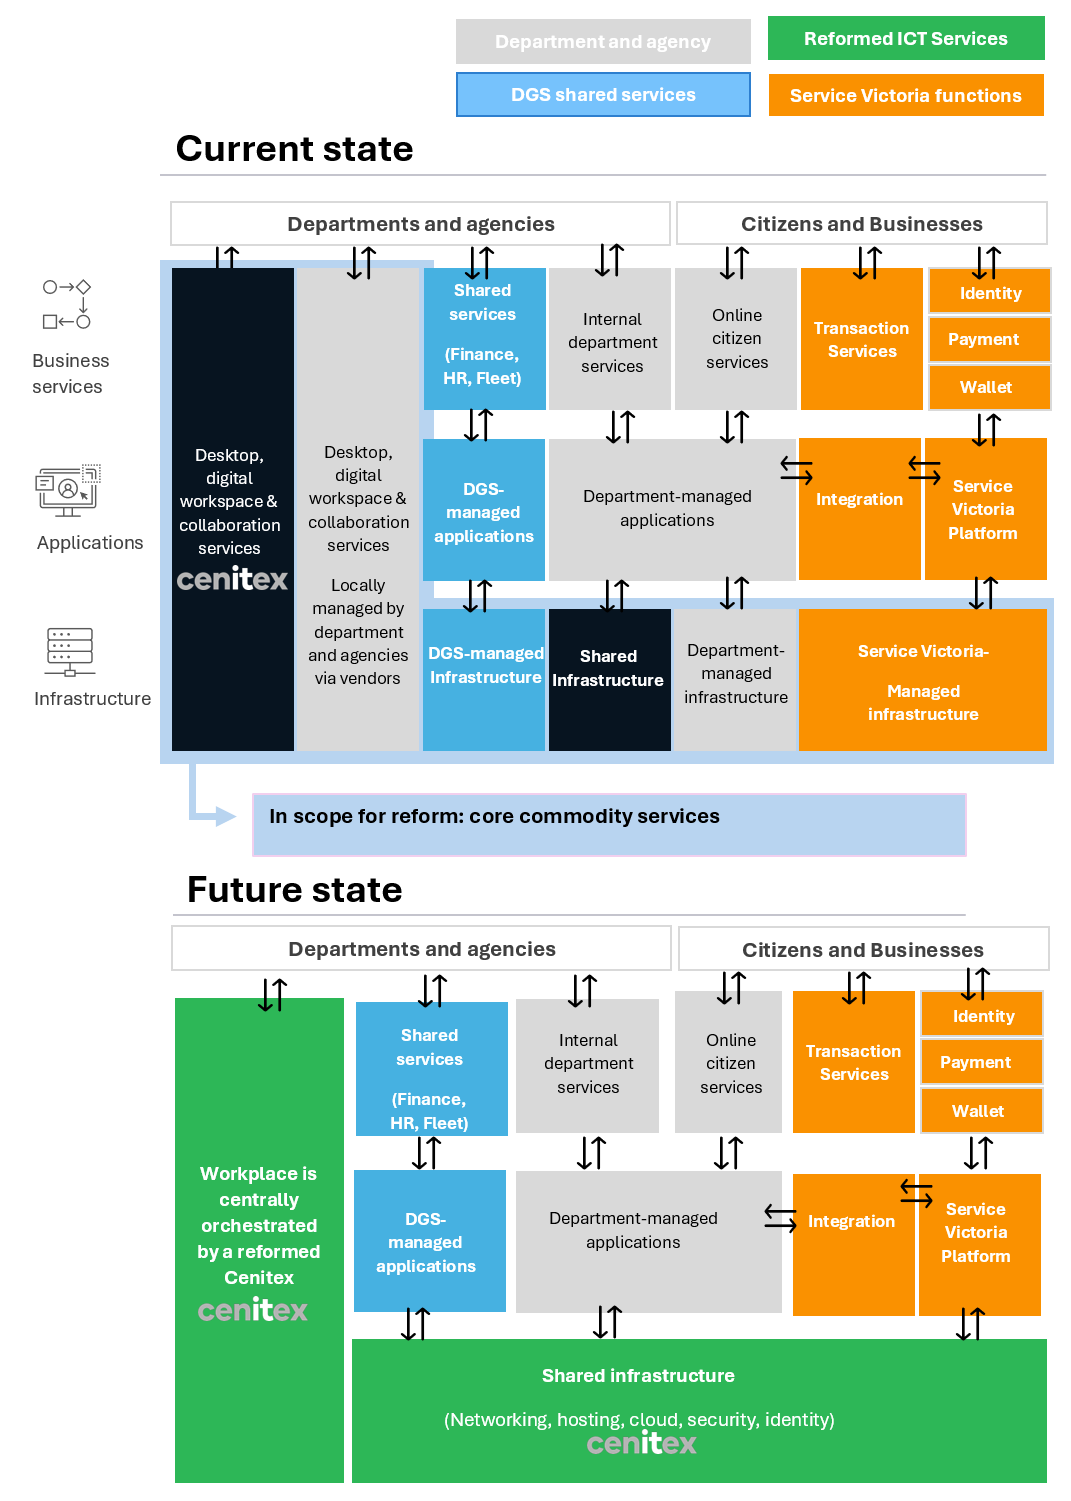 Department and agency
Reformed ICT Services
DGS shared services
Service Victoria functions
Current state
Departments and agencies
Citizens and Businesses
Business
services
Applications
Infrastructure
Desktop,
digital
workspace &
collaboration
services
cenitex
Desktop,
digital
workspace &
collaboration
services
Locally
managed by
department
and agencies
via vendors
Shared
services
(Finance,
HR, Fleet)
Internal
department
services
Online
citizen
services
Transaction
Services
Identity
Payment
Wallet
DGS-
managed
applications
Department-managed
applications
Integration
Service
Victoria
Platform
DGS-managed
Infrastructure
Shared
Infrastructure
Department-
managed
infrastructure
Service Victoria-
Managed
infrastructure
In scope for reform: core commodity services
Future state
Departments and agencies
Citizens and Businesses
Workplace is
centrally
orchestrated
by a reformed
Cenitex
cenitex
Shared
services
(Finance,
HR, Fleet)
Internal
department
services
Online
citizen
services
Transaction
Services
Identity
Payment
Wallet
DGS-
managed
applications
Department-managed
applications
Integration
Service
Victoria
Platform
Shared infrastructure
(Networking, hosting, cloud, security, identity)
cenitex